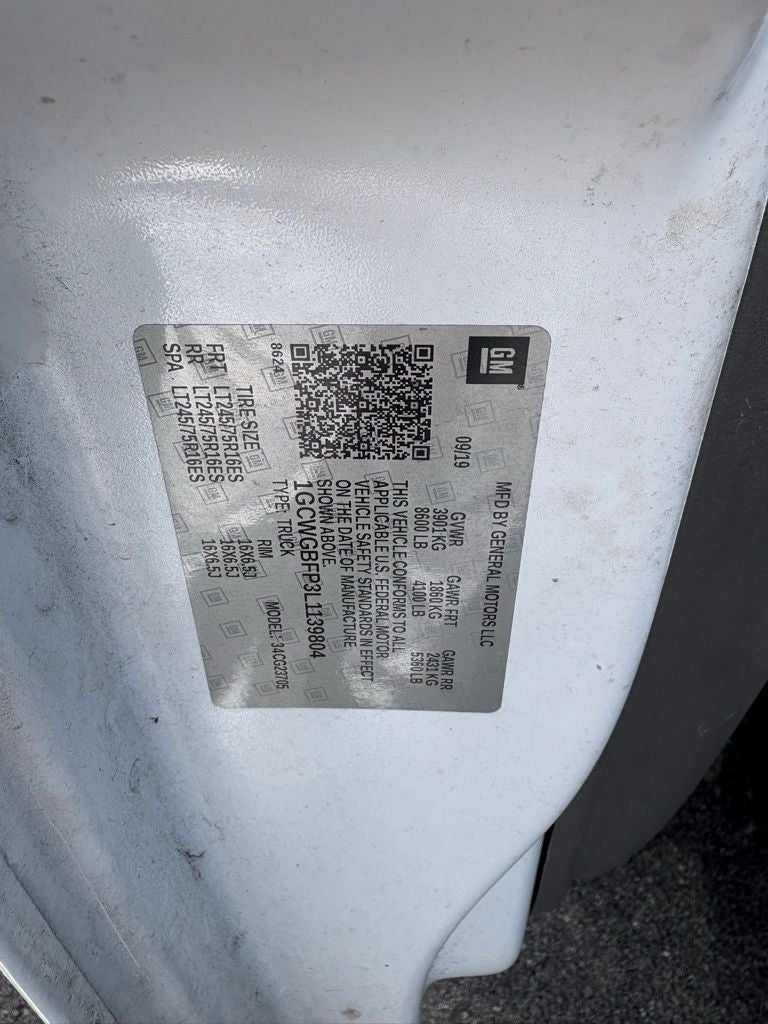 GM
MFD BY GENERAL MOTORS LLC
09/19
GVWR GAWR FRT GAWR RR
3901 KG 1860 KG 2431 KG
8600 LB 4100 LB 5360 LB
THIS VEHICLE CONFORMS TO ALL
APPLICABLE U.S. FEDERAL MOTOR
VEHICLE SAFETY STANDARDS IN EFFECT
ON THE DATE OF MANUFACTURE
SHOWN ABOVE.
1GCWGBFP3L1139804
8624 TYPE: TRUCK MODEL: 34CG23705
TIRE SIZE RIM
FRT LT245/75R16ES 16X6.5J
RR LT245/75R16ES 16X6.5J
SPA LT245/75R16ES 16X6.5J